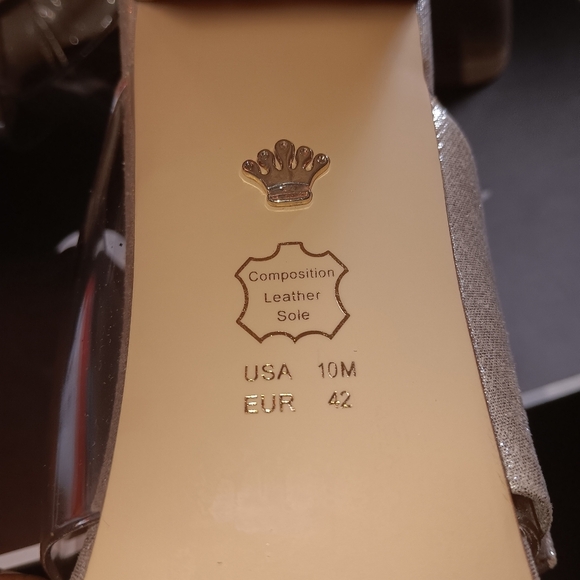 Composition
Leather
Sole
USA 10M
EUR 42